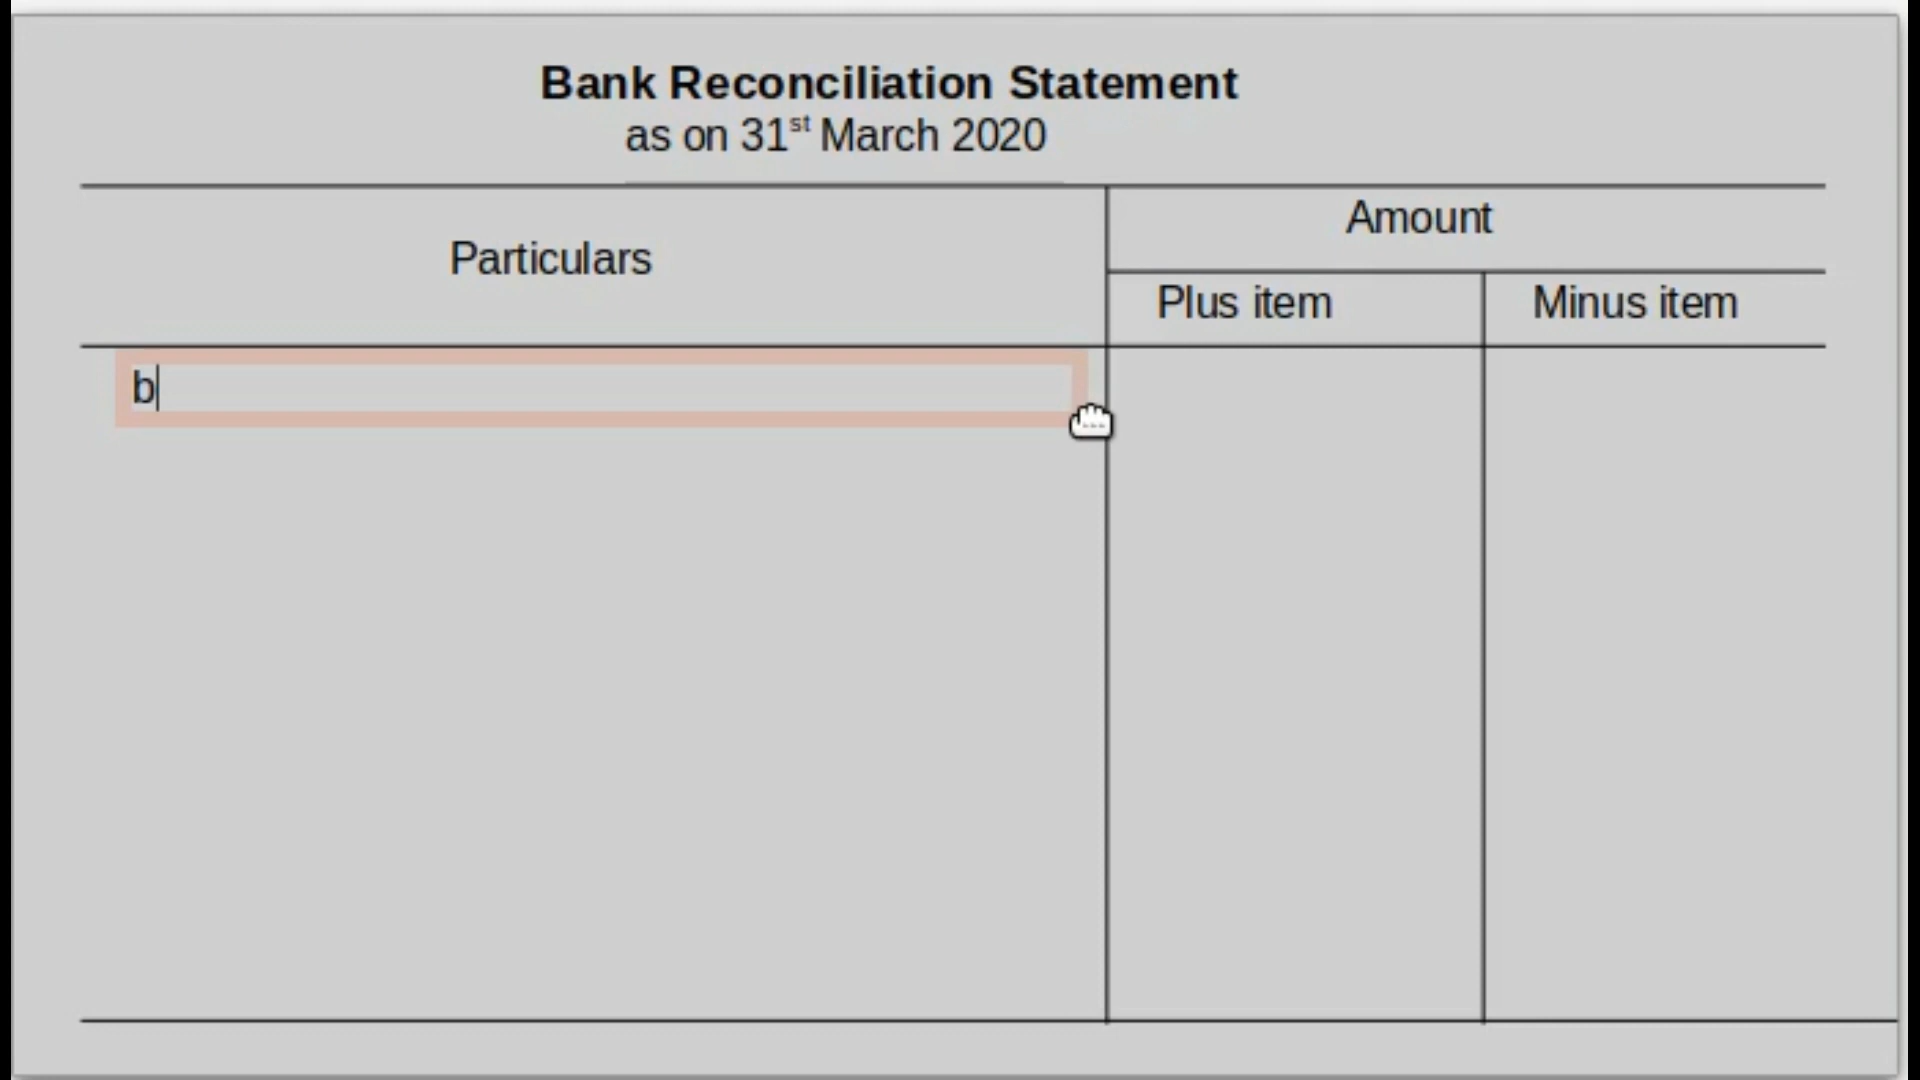 Bank Reconciliation Statement
as on 31st March 2020
Particulars
Amount
Plus item
Minus item
b